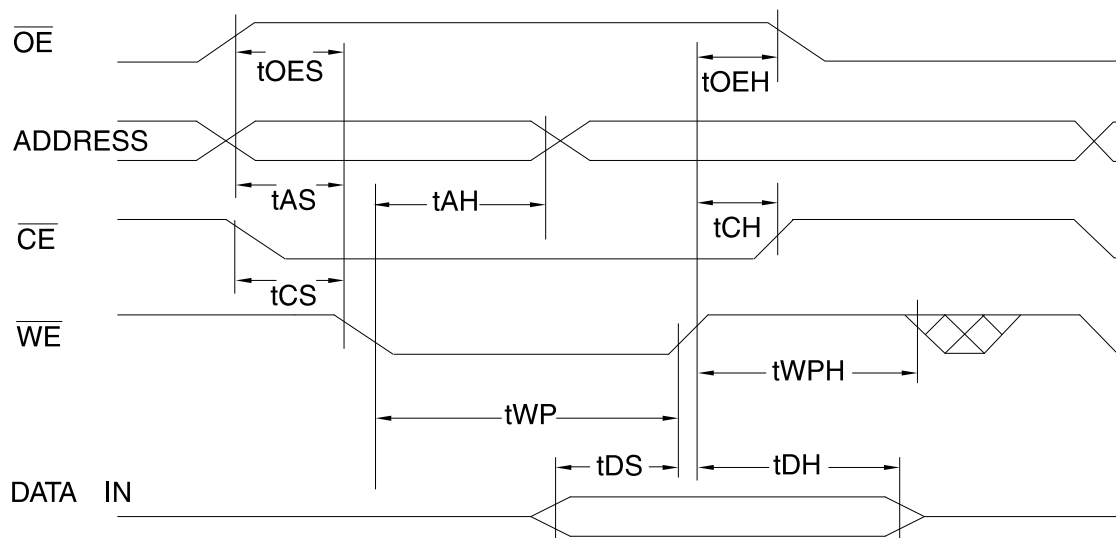 OE
tOES
tOEH
ADDRESS
tAS
tAH
CE
tCH
tCS
WE
tWPH
tWP
tDS
tDH
DATA IN